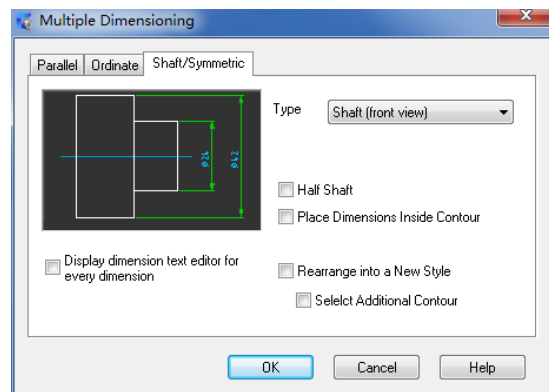 Multiple Dimensioning
Parallel Ordinate Shaft/Symmetric
Type Shaft (front view)
ø26
ø42
Half Shaft
Place Dimensions Inside Contour
Display dimension text editor for
every dimension
Rearrange into a New Style
Selelct Additional Contour
OK Cancel Help